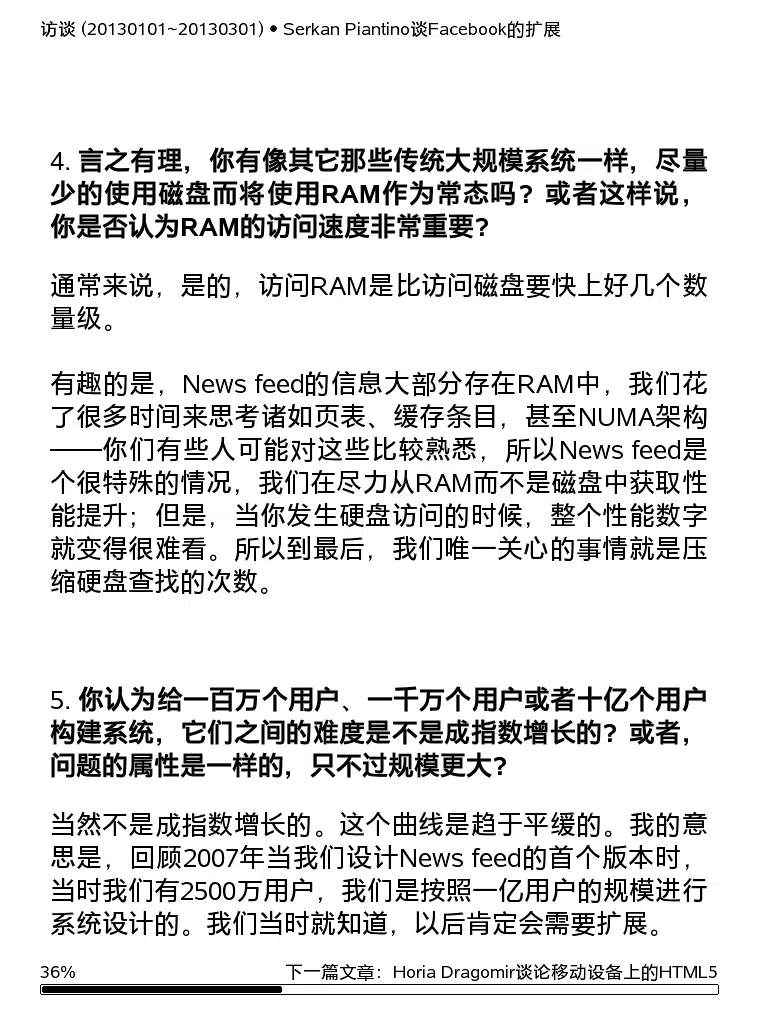 访谈 (20130101~20130301) • Serkan Piantino谈Facebook的扩展
4. 言之有理，你有像其它那些传统大规模系统一样，尽量
少的使用磁盘而将使用RAM作为常态吗？或者这样说，
你是否认为RAM的访问速度非常重要?
通常来说，是的，访问RAM是比访问磁盘要快上好几个数
量级。
有趣的是，News feed的信息大部分存在RAM中，我们花
了很多时间来思考诸如页表、缓存条目，甚至NUMA架构
——你们有些人可能对这些比较熟悉，所以News feed是
个很特殊的情况，我们在尽力从RAM而不是磁盘中获取性
能提升；但是，当你发生硬盘访问的时候，整个性能数字
就变得很难看。所以到最后，我们唯一关心的事情就是压
缩硬盘查找的次数。
5. 你认为给一百万个用户、一千万个用户或者十亿个用户
构建系统，它们之间的难度是不是成指数增长的？或者，
问题的属性是一样的，只不过规模更大?
当然不是成指数增长的。这个曲线是趋于平缓的。我的意
思是，回顾2007年当我们设计News feed的首个版本时，
当时我们有2500万用户，我们是按照一亿用户的规模进行
系统设计的。我们当时就知道，以后肯定会需要扩展。
36%
下一篇文章：Horia Dragomir谈论移动设备上的HTML5